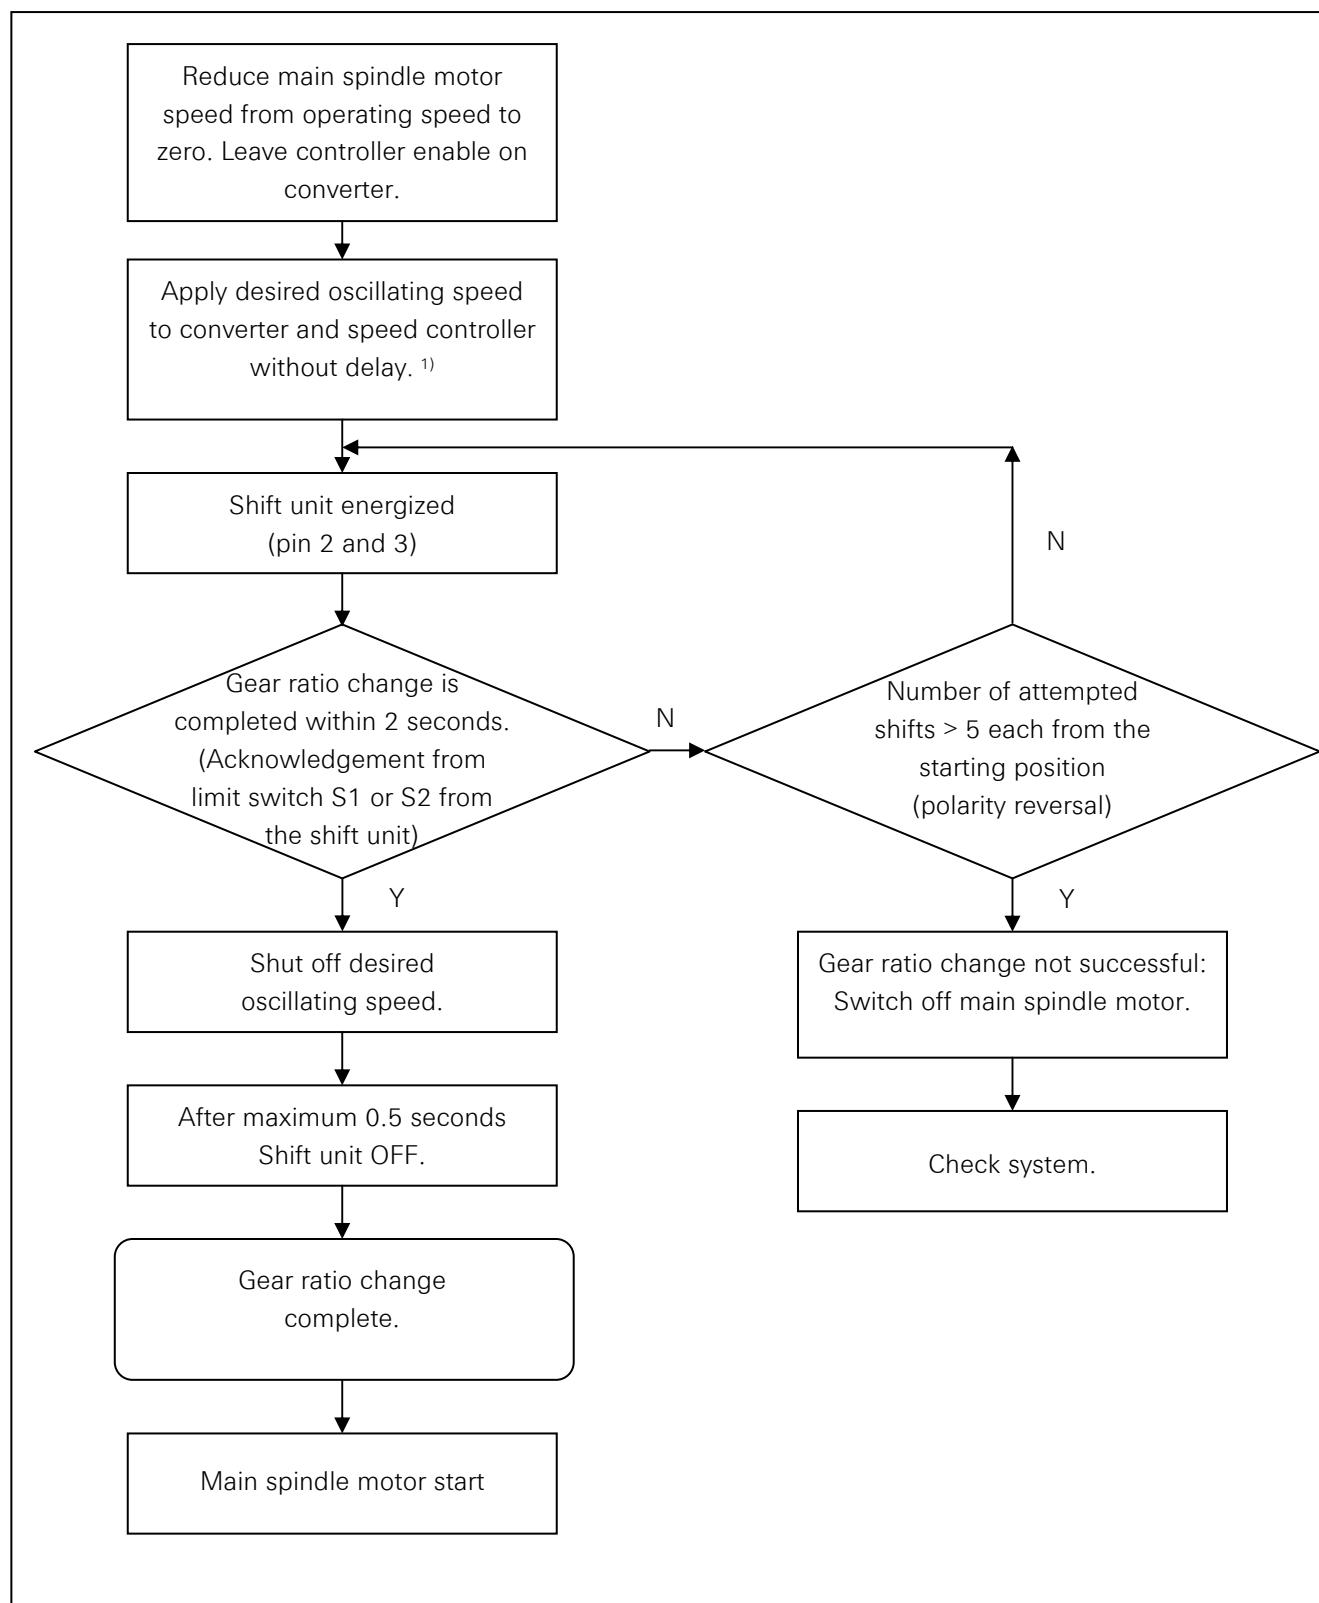 Reduce main spindle motor
speed from operating speed to
zero. Leave controller enable on
converter.
Apply desired oscillating speed
to converter and speed controller
without delay. 1)
Shift unit energized
(pin 2 and 3)
N
Gear ratio change is
completed within 2 seconds.
(Acknowledgement from
limit switch S1 or S2 from
the shift unit)
N
Number of attempted
shifts > 5 each from the
starting position
(polarity reversal)
Y
Y
Shut off desired
oscillating speed.
Gear ratio change not successful:
Switch off main spindle motor.
After maximum 0.5 seconds
Shift unit OFF.
Check system.
Gear ratio change
complete.
Main spindle motor start